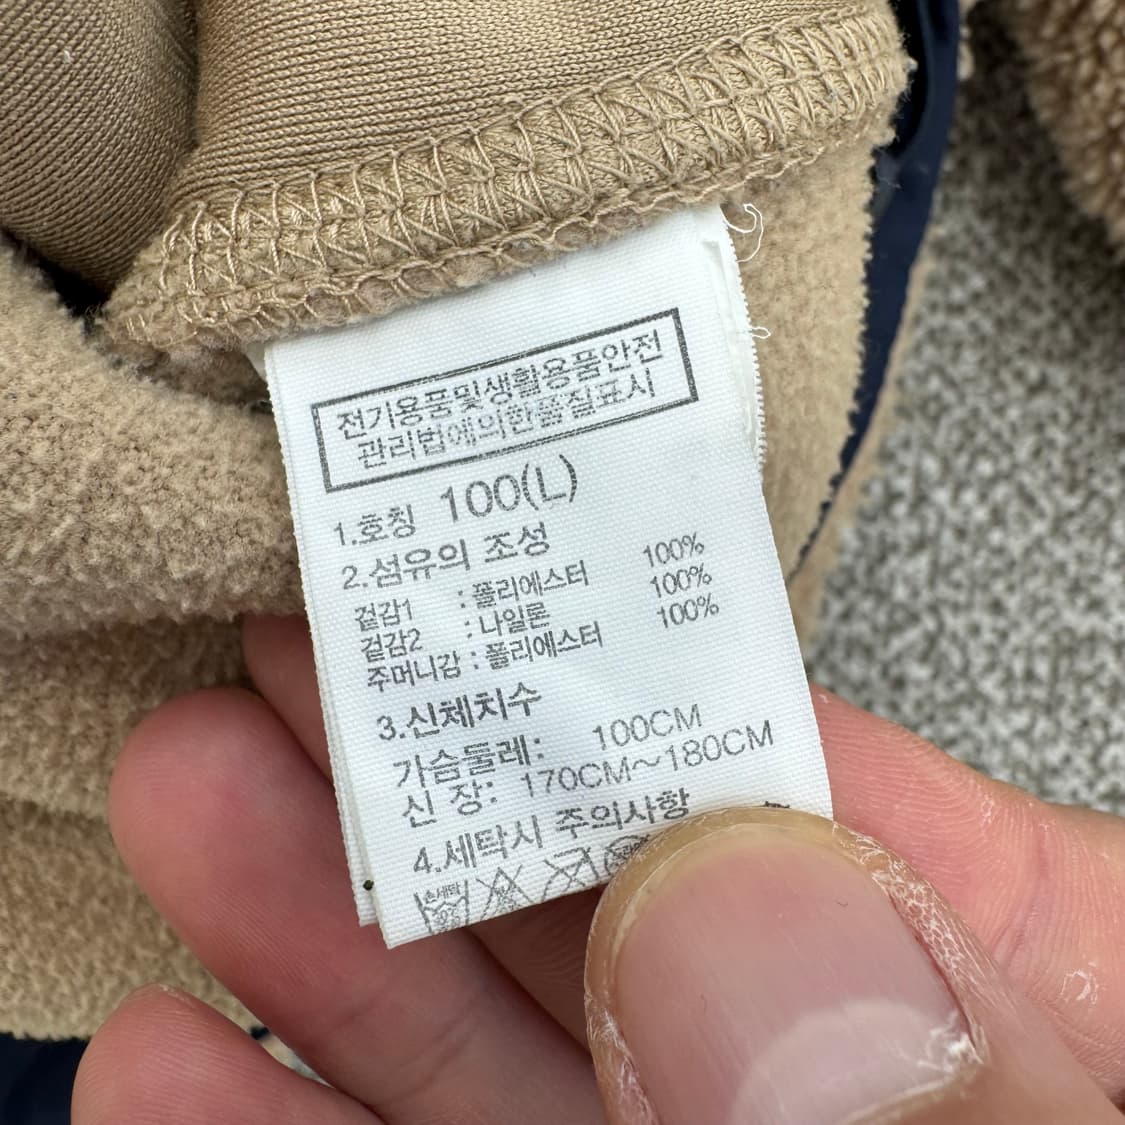 전기용품및생활용품안전
관리법에의한품질표시
1.호칭 100(L)
2.섬유의 조성
겉감1 : 폴리에스터 100%
겉감2 : 나일론 100%
주머니감 : 폴리에스터 100%
3.신체치수
가슴둘레: 100CM
신 장: 170CM~180CM
4.세탁시 주의사항
손세탁